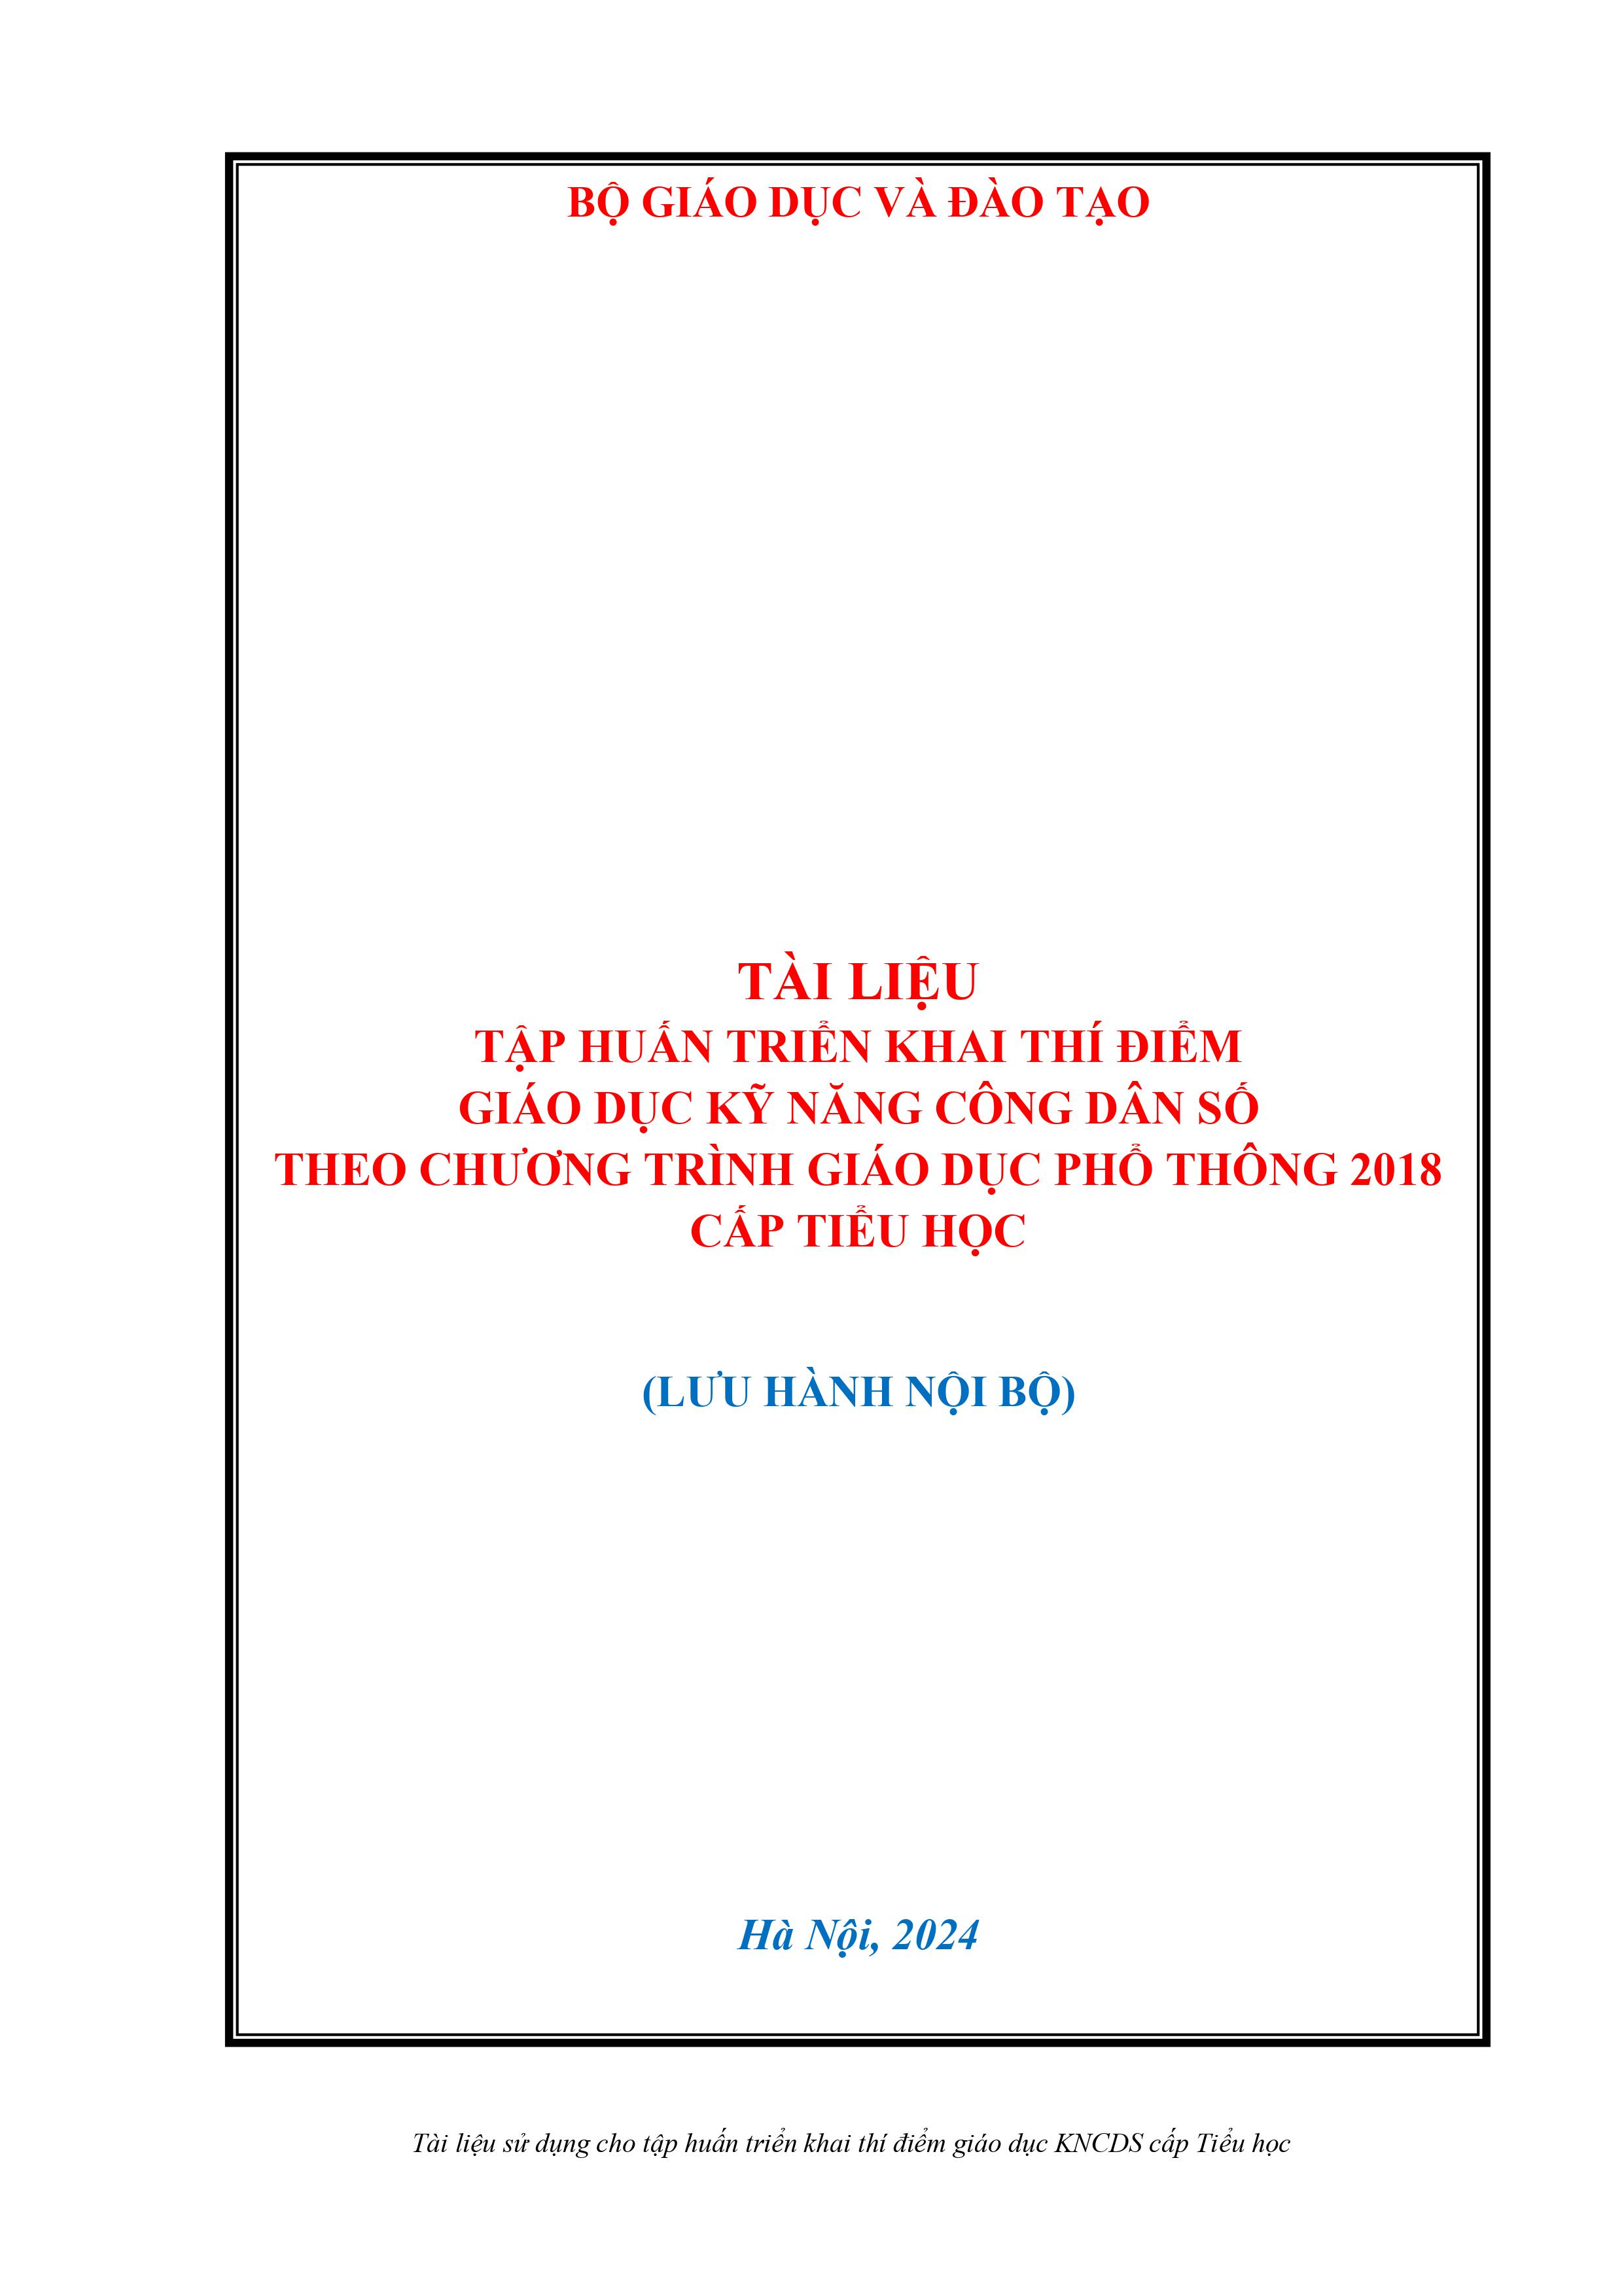 BỘ GIÁO DỤC VÀ ĐÀO TẠO
TÀI LIỆU
TẬP HUẤN TRIỂN KHAI THÍ ĐIỂM
GIÁO DỤC KỸ NĂNG CÔNG DÂN SỐ
THEO CHƯƠNG TRÌNH GIÁO DỤC PHỔ THÔNG 2018
CẤP TIỂU HỌC
(LƯU HÀNH NỘI BỘ)
Hà Nội, 2024
Tài liệu sử dụng cho tập huấn triển khai thí điểm giáo dục KNCDS cấp Tiểu học